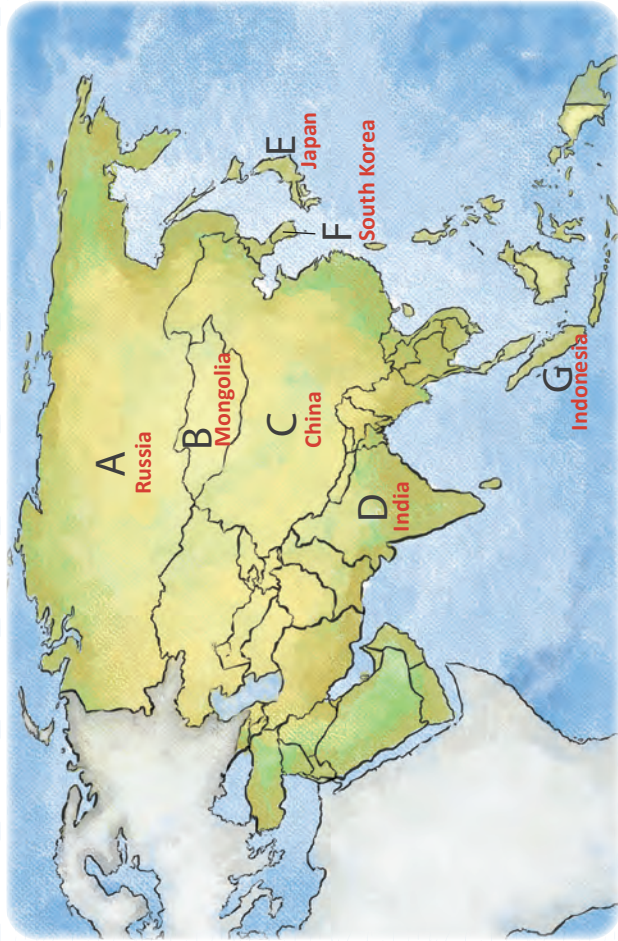 A
Russia
B
Mongolia
C
China
D
India
E
Japan
F
South Korea
G
Indonesia